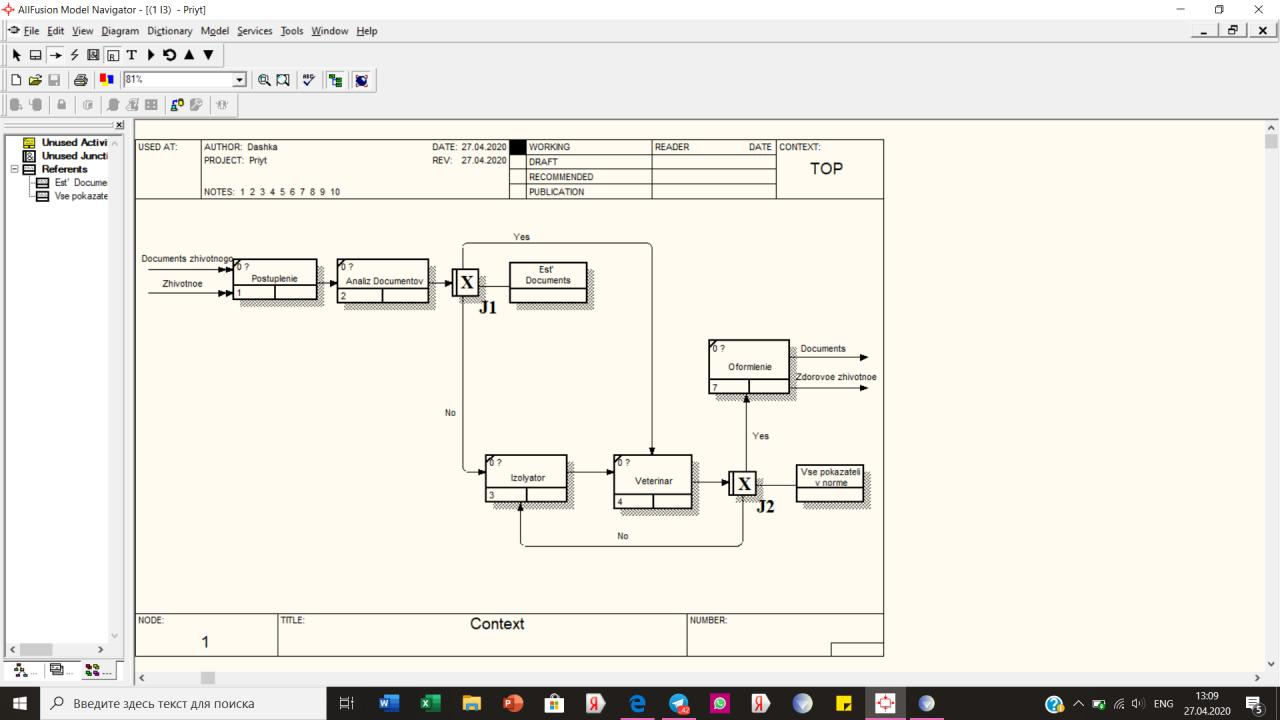 AllFusion Model Navigator - [(1 I3) - Priyt]
File Edit View Diagram Dictionary Model Services Tools Window Help
81%
Unused Activi
Unused Juncti
Referents
Est' Docume
Vse pokazate
USED AT:
AUTHOR: Dashka
PROJECT: Priyt
DATE: 27.04.2020
REV: 27.04.2020
NOTES: 1 2 3 4 5 6 7 8 9 10
WORKING
DRAFT
RECOMMENDED
PUBLICATION
READER
DATE
CONTEXT:
TOP
Yes
Documents zhivotnogo
Zhivotnoe
0 ?
Postuplenie
1
0 ?
Analiz Documentov
2
X
J1
Est'
Documents
0 ?
Oformlenie
7
Documents
Zdorovoe zhivotnoe
No
Yes
0 ?
Izolyator
3
0 ?
Veterinar
4
X
J2
Vse pokazateli
v norme
No
NODE:
1
TITLE:
Context
NUMBER:
Введите здесь текст для поиска
ENG
13:09
27.04.2020